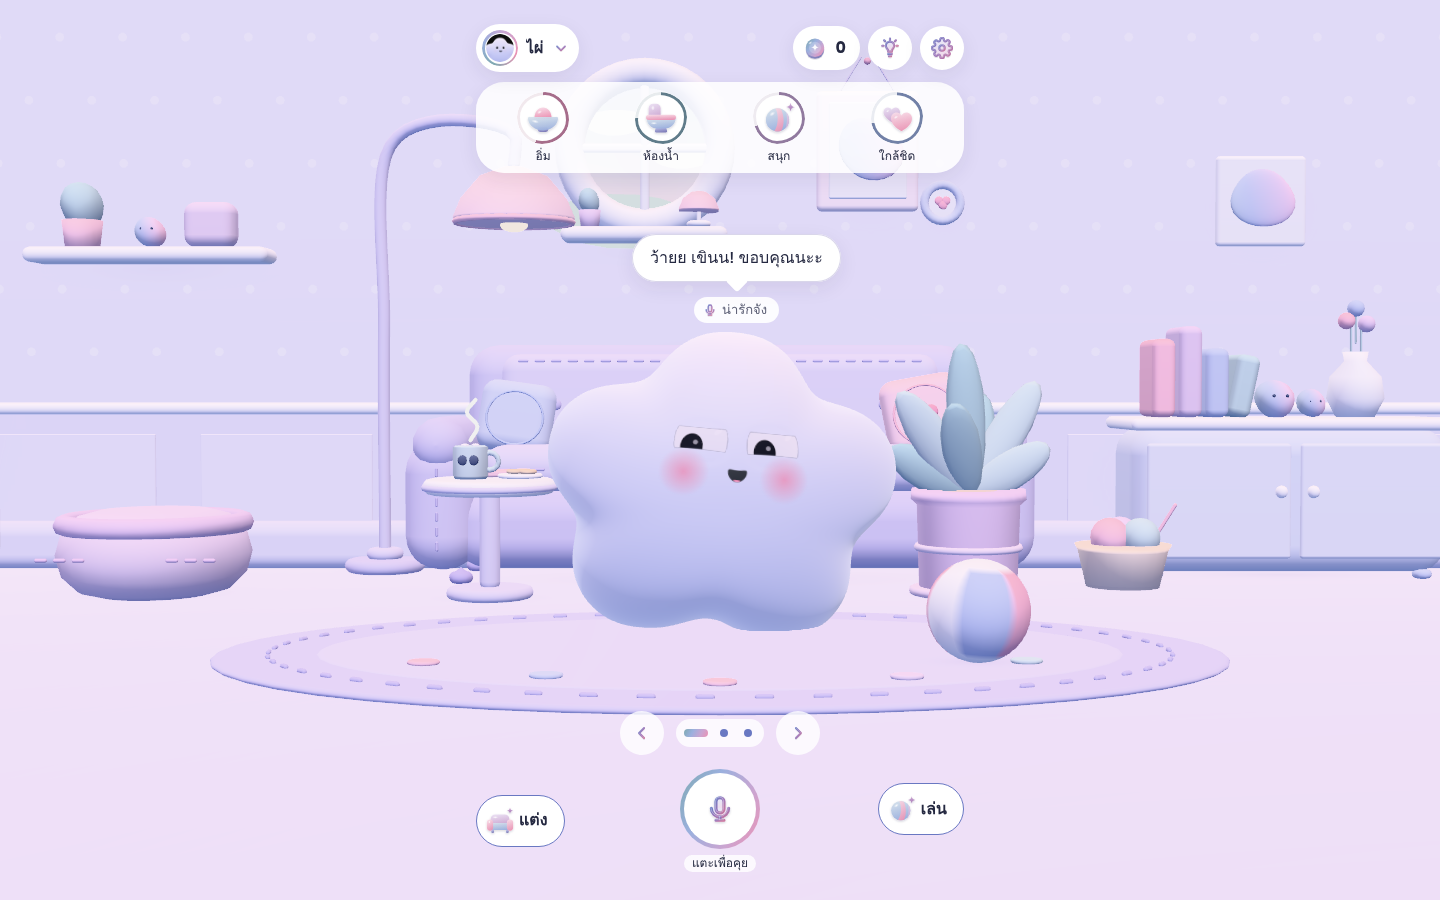 ไผ่
0
อิ่ม
ห้องน้ำ
สนุก
ใกล้ชิด
ว้ายย เขินน! ขอบคุณนะะ
น่ารักจัง
แต่ง
เล่น
แตะเพื่อคุย